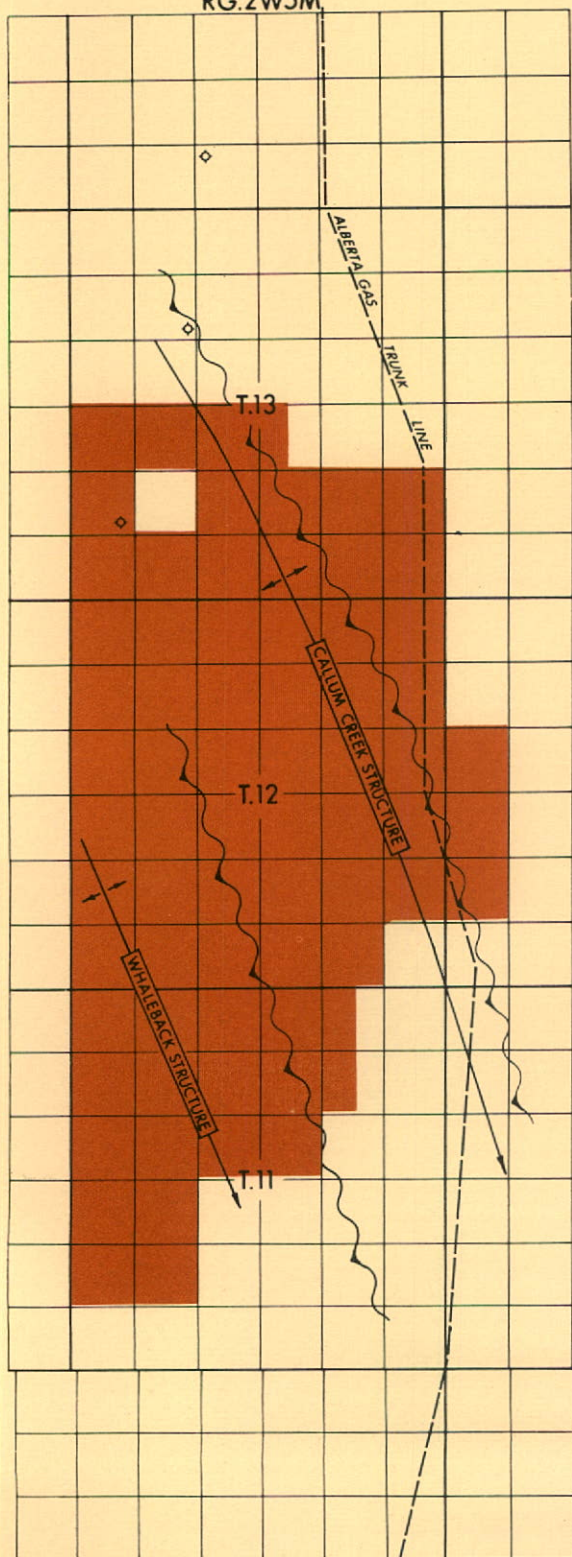 RG.2W5M
ALBERTA GAS
TRUNK
LINE
T.13
CALLUM CREEK STRUCTURE
T.12
WHALEBACK STRUCTURE
T.11